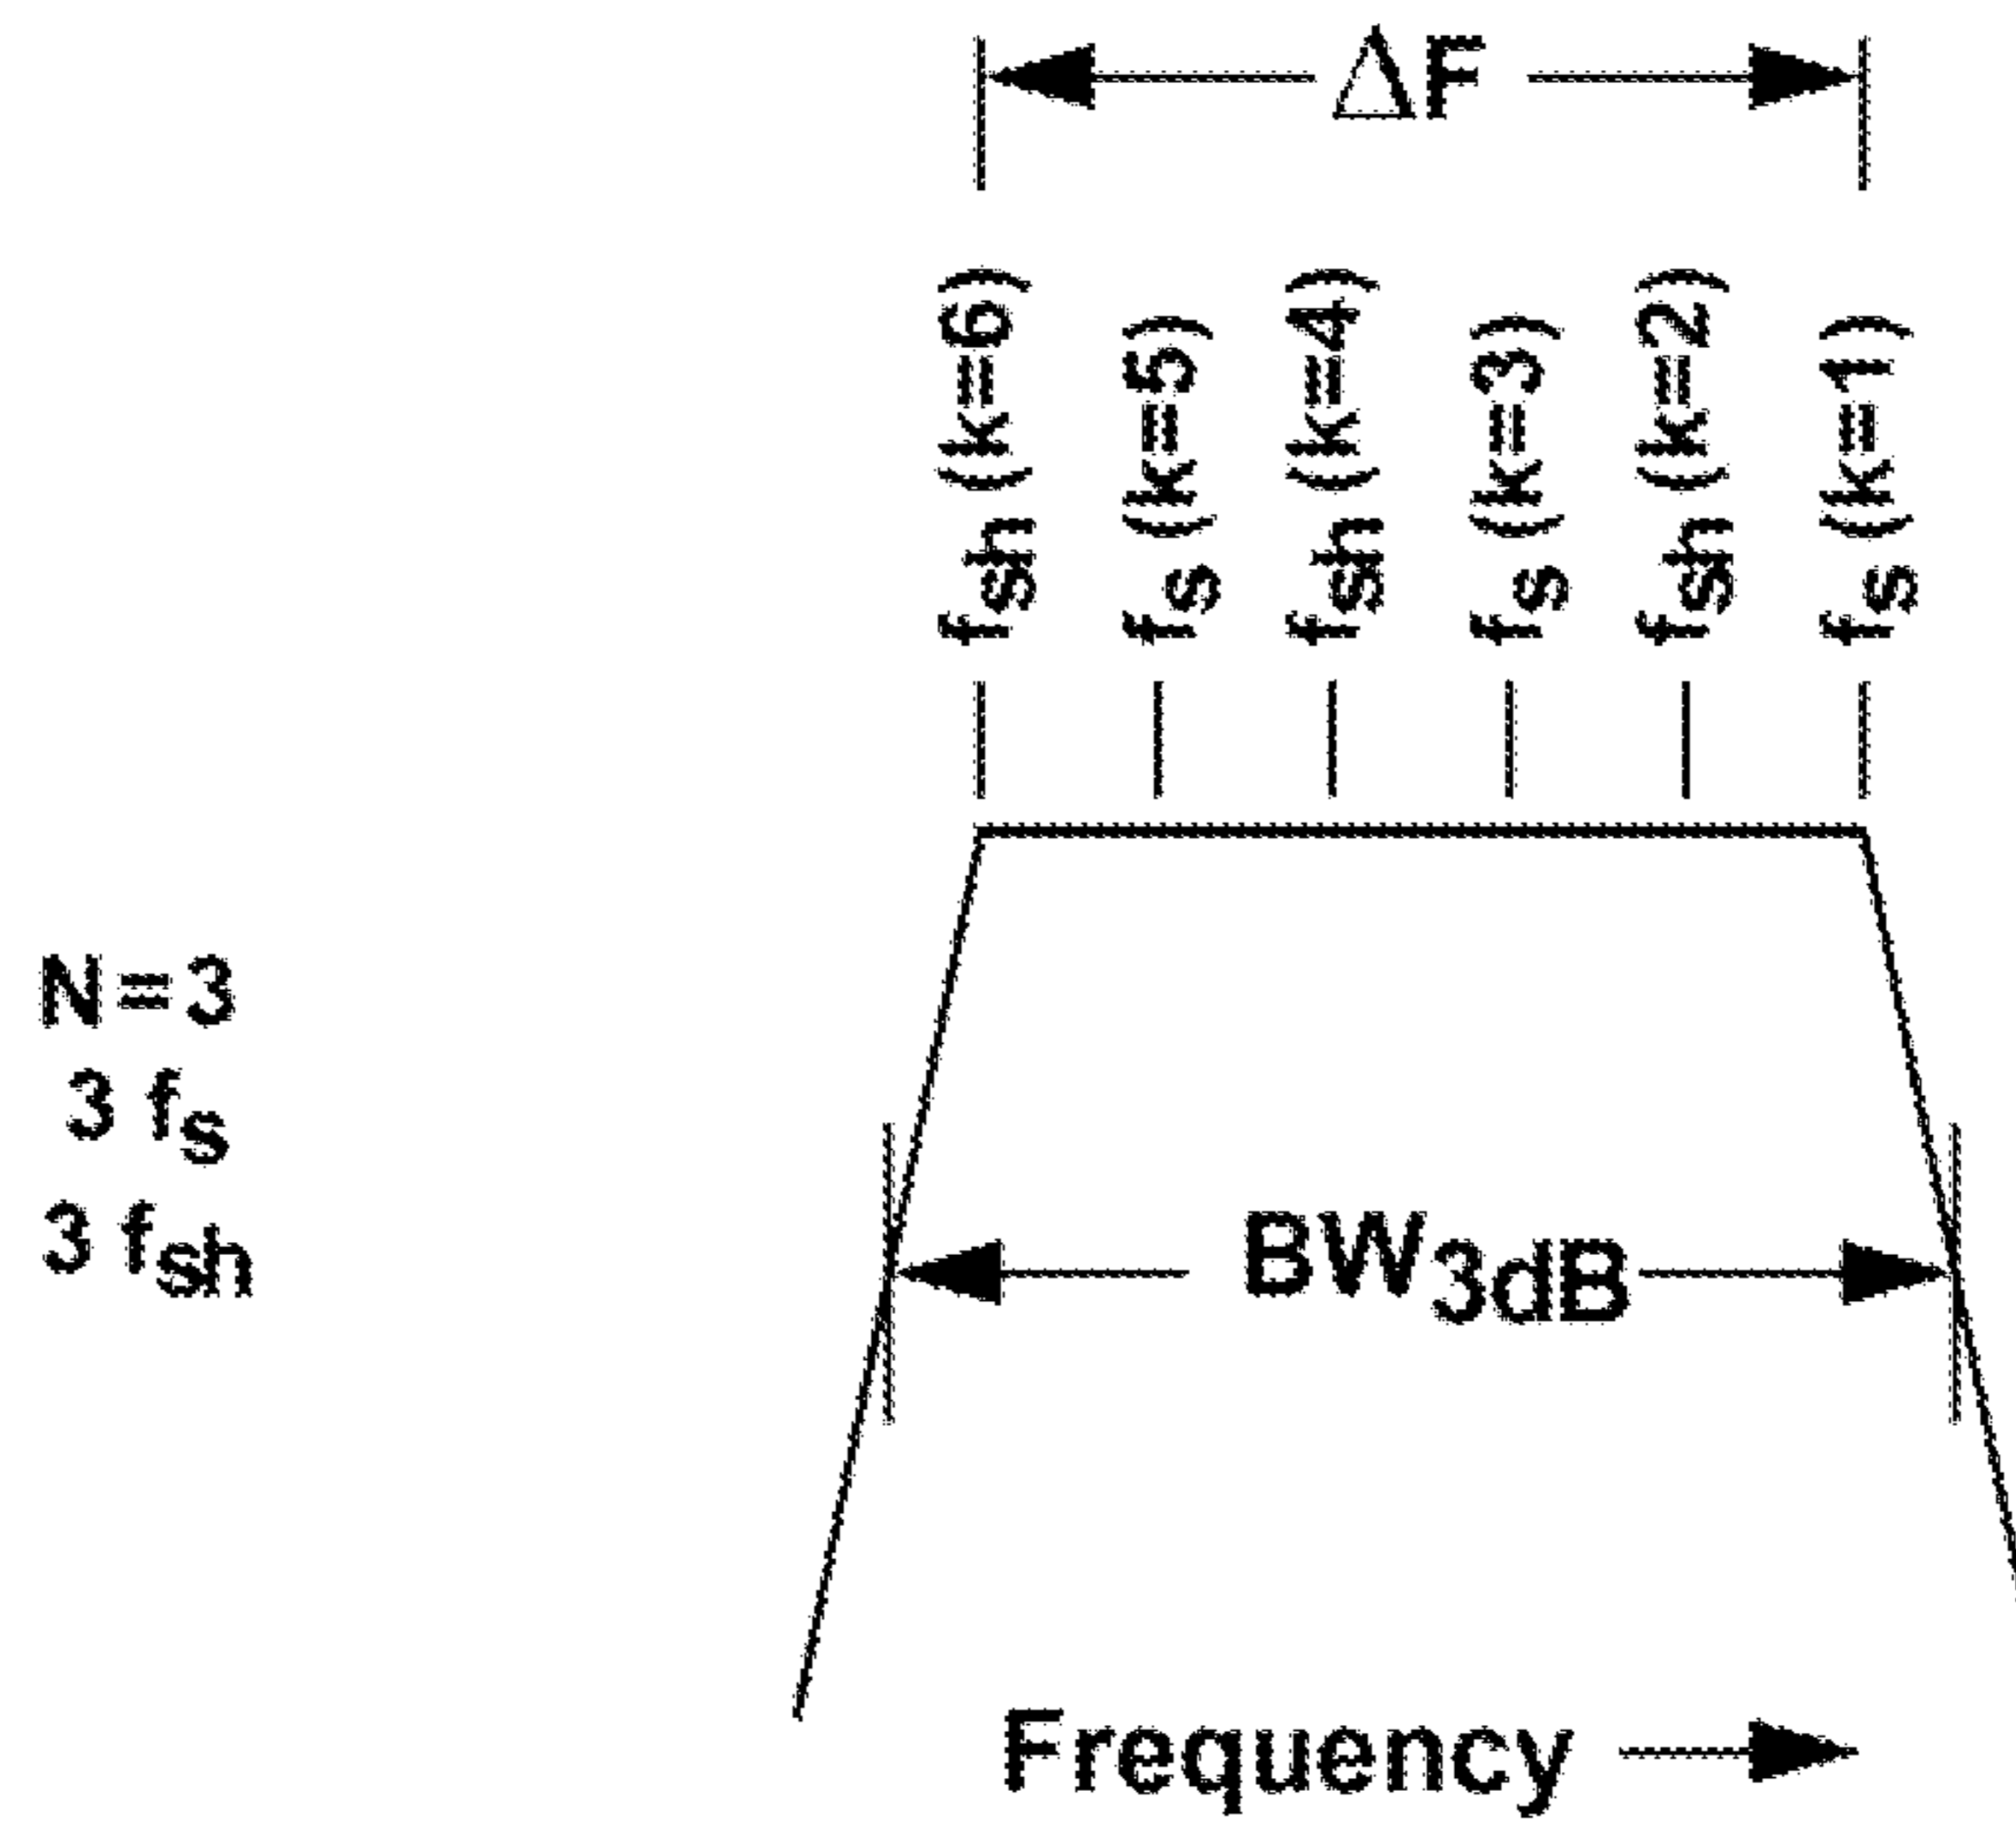 ΔF
fsh (k=6)
fs (k=5)
fsh (k=4)
fs (k=3)
fsh (k=2)
fs (k=1)
N=3
3 fs
3 fsh
BW3dB
Frequency